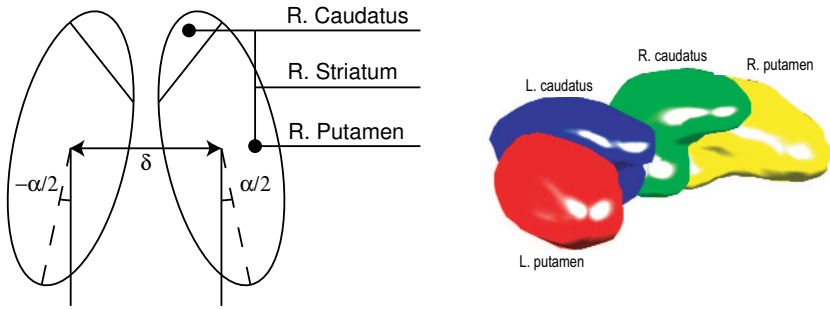 R. Caudatus
R. Striatum
R. Putamen
δ
−α/2
α/2
R. caudatus
R. putamen
L. caudatus
L. putamen